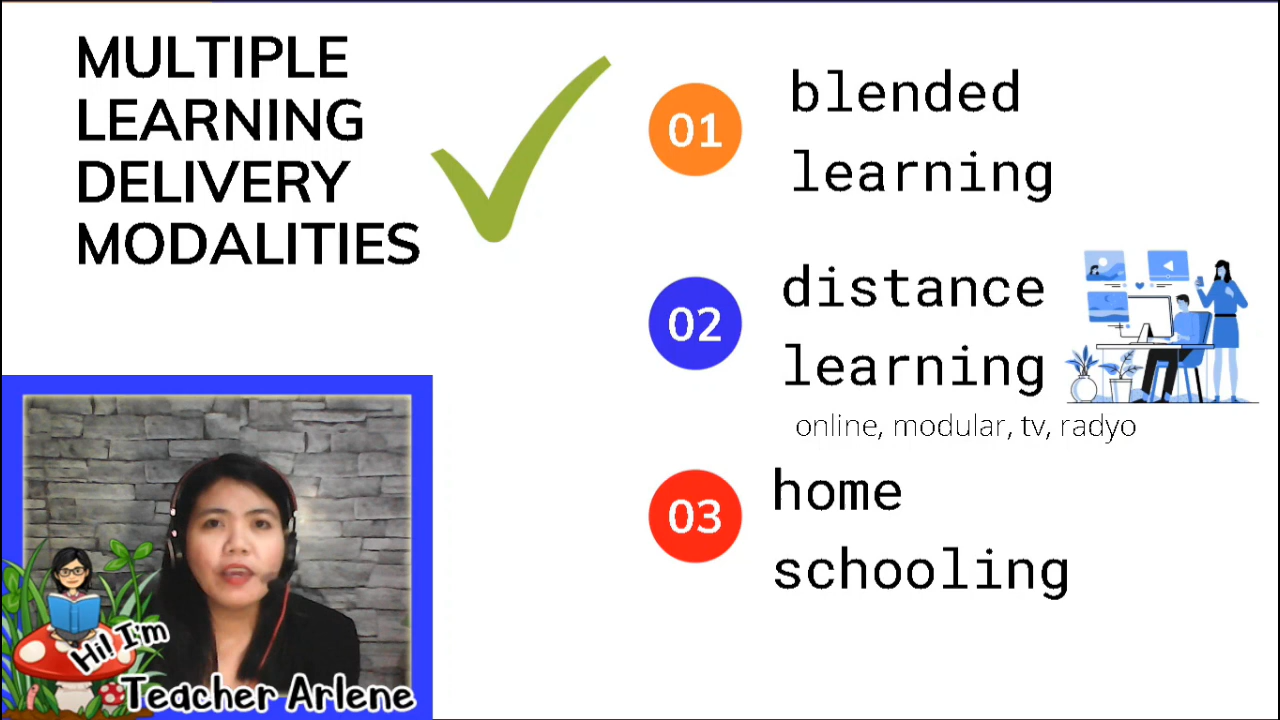 MULTIPLE
LEARNING
DELIVERY
MODALITIES
01
blended
learning
02
distance
learning
online, modular, tv, radyo
03
home
schooling
Hi! I'm
Teacher Arlene